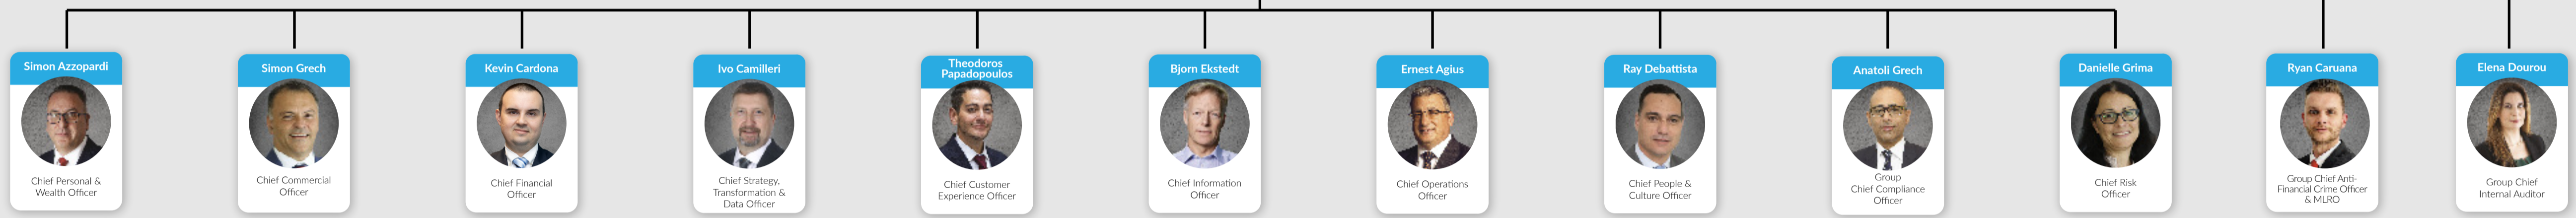 Simon Azzopardi
Chief Personal &
Wealth Officer
Simon Grech
Chief Commercial
Officer
Kevin Cardona
Chief Financial
Officer
Ivo Camilleri
Chief Strategy,
Transformation &
Data Officer
Theodoros
Papadopoulos
Chief Customer
Experience Officer
Bjorn Ekstedt
Chief Information
Officer
Ernest Agius
Chief Operations
Officer
Ray Debattista
Chief People &
Culture Officer
Anatoli Grech
Group
Chief Compliance
Officer
Danielle Grima
Chief Risk
Officer
Ryan Caruana
Group Chief Anti-
Financial Crime Officer
& MLRO
Elena Dourou
Group Chief
Internal Auditor